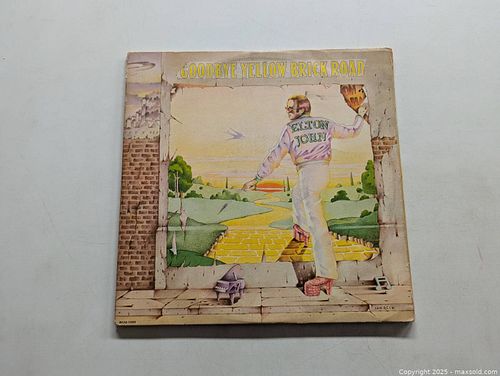 GOODBYE YELLOW BRICK ROAD
ELTON
JOHN
Copyright 2025 - maxsold.com